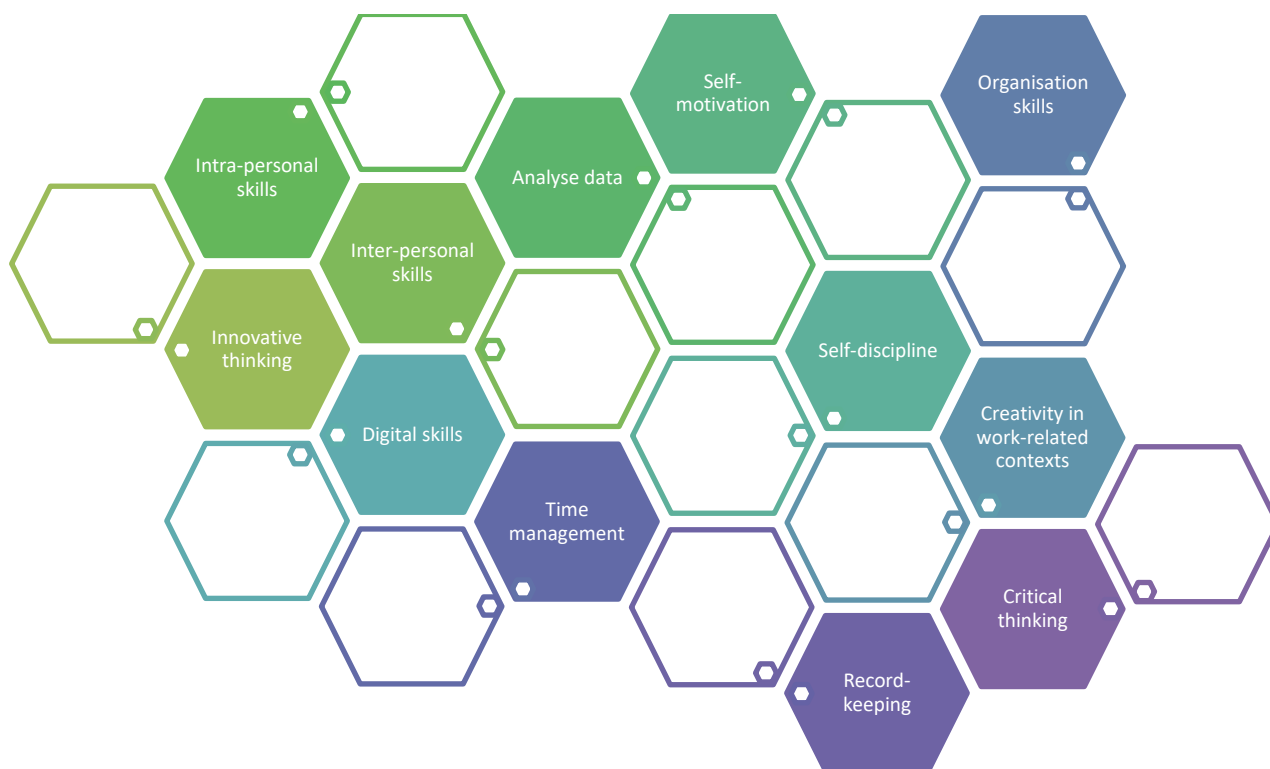 Self-
motivation
Organisation
skills
Intra-personal
skills
Analyse data
Inter-personal
skills
Innovative
thinking
Self-discipline
Digital skills
Creativity in
work-related
contexts
Time
management
Critical
thinking
Record-
keeping